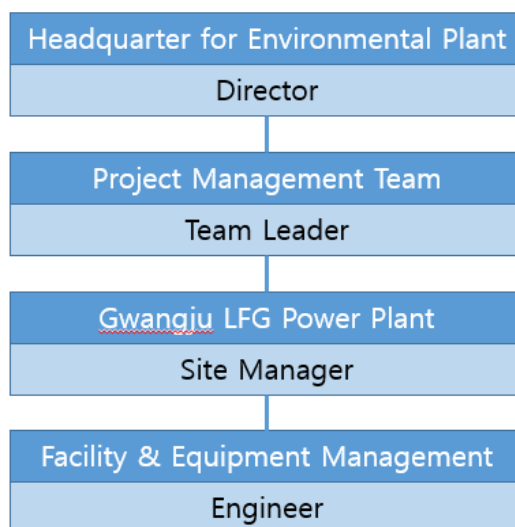 Headquarter for Environmental Plant
Director
Project Management Team
Team Leader
Gwangju LFG Power Plant
Site Manager
Facility & Equipment Management
Engineer